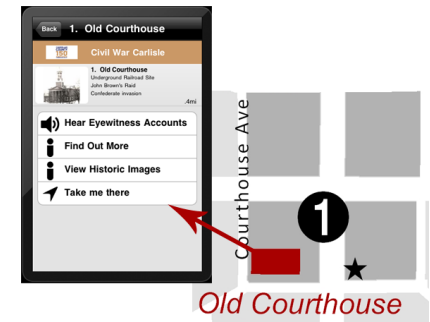 Back
1. Old Courthouse
150
Civil War Carlisle
1. Old Courthouse
Underground Railroad Site
John Brown's Raid
Confederate invasion
Hear Eyewitness Accounts
Find Out More
View Historic Images
Take me there
Courthouse Ave
1
Old Courthouse